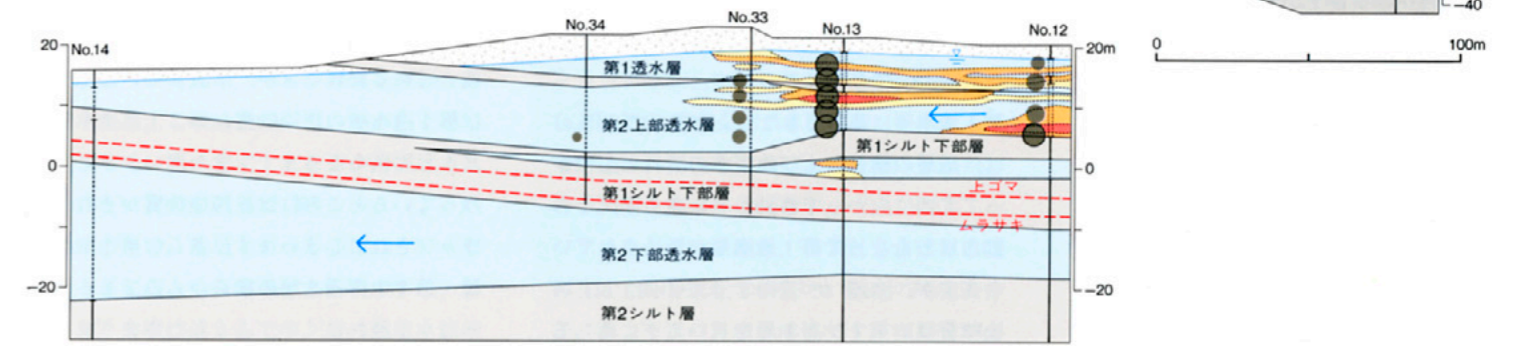 No.33
No.34
No.13
No.12
No.14
20
20m
第1透水層
第2上部透水層
第1シルト下部層
0
0
上ゴマ
第1シルト下部層
ムラサキ
第2下部透水層
−20
−20
第2シルト層
−40
0
100m